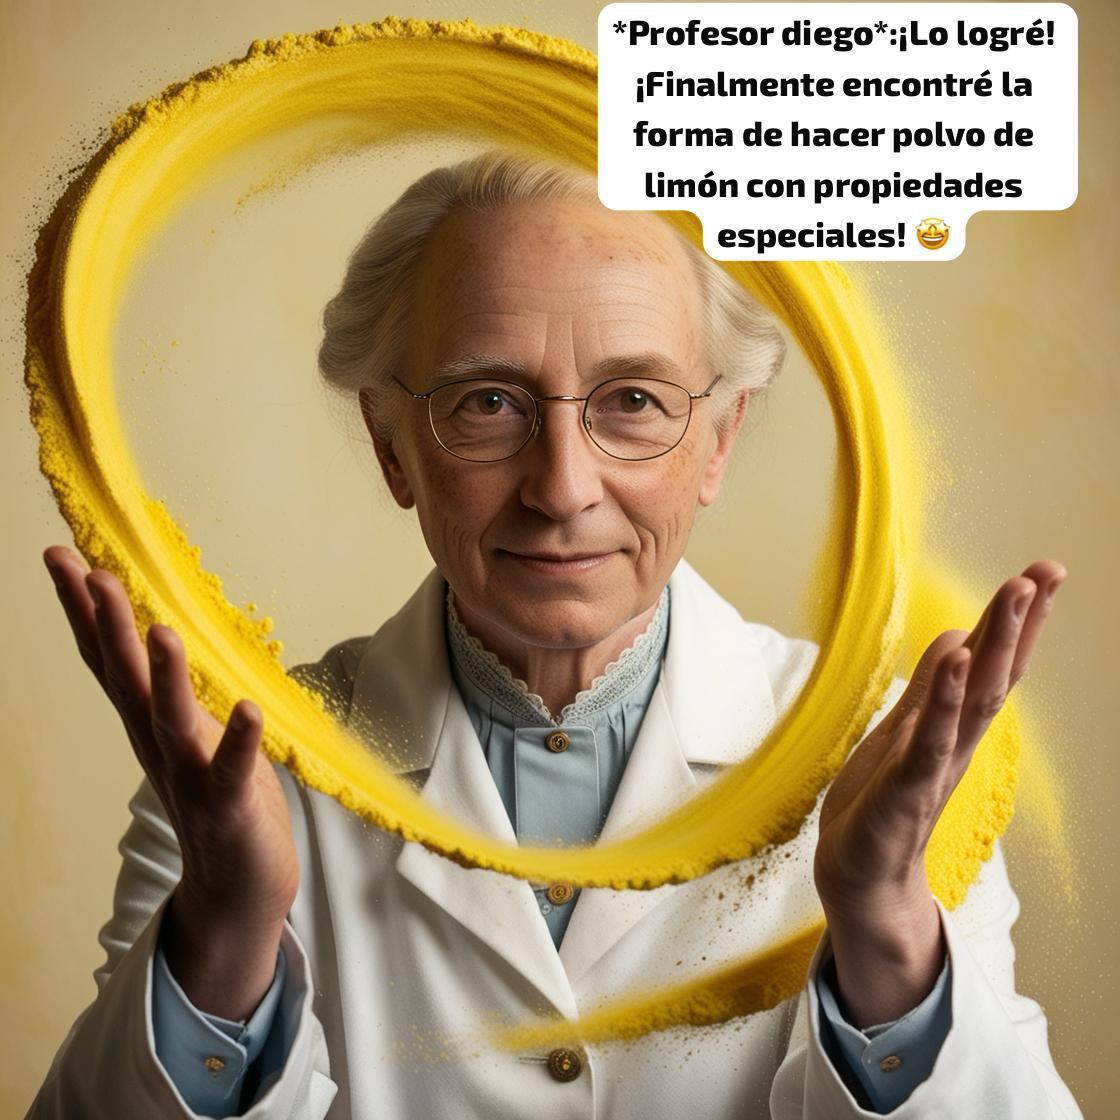 *Profesor diego*:¡Lo logré!
¡Finalmente encontré la
forma de hacer polvo de
limón con propiedades
especiales! 🤩